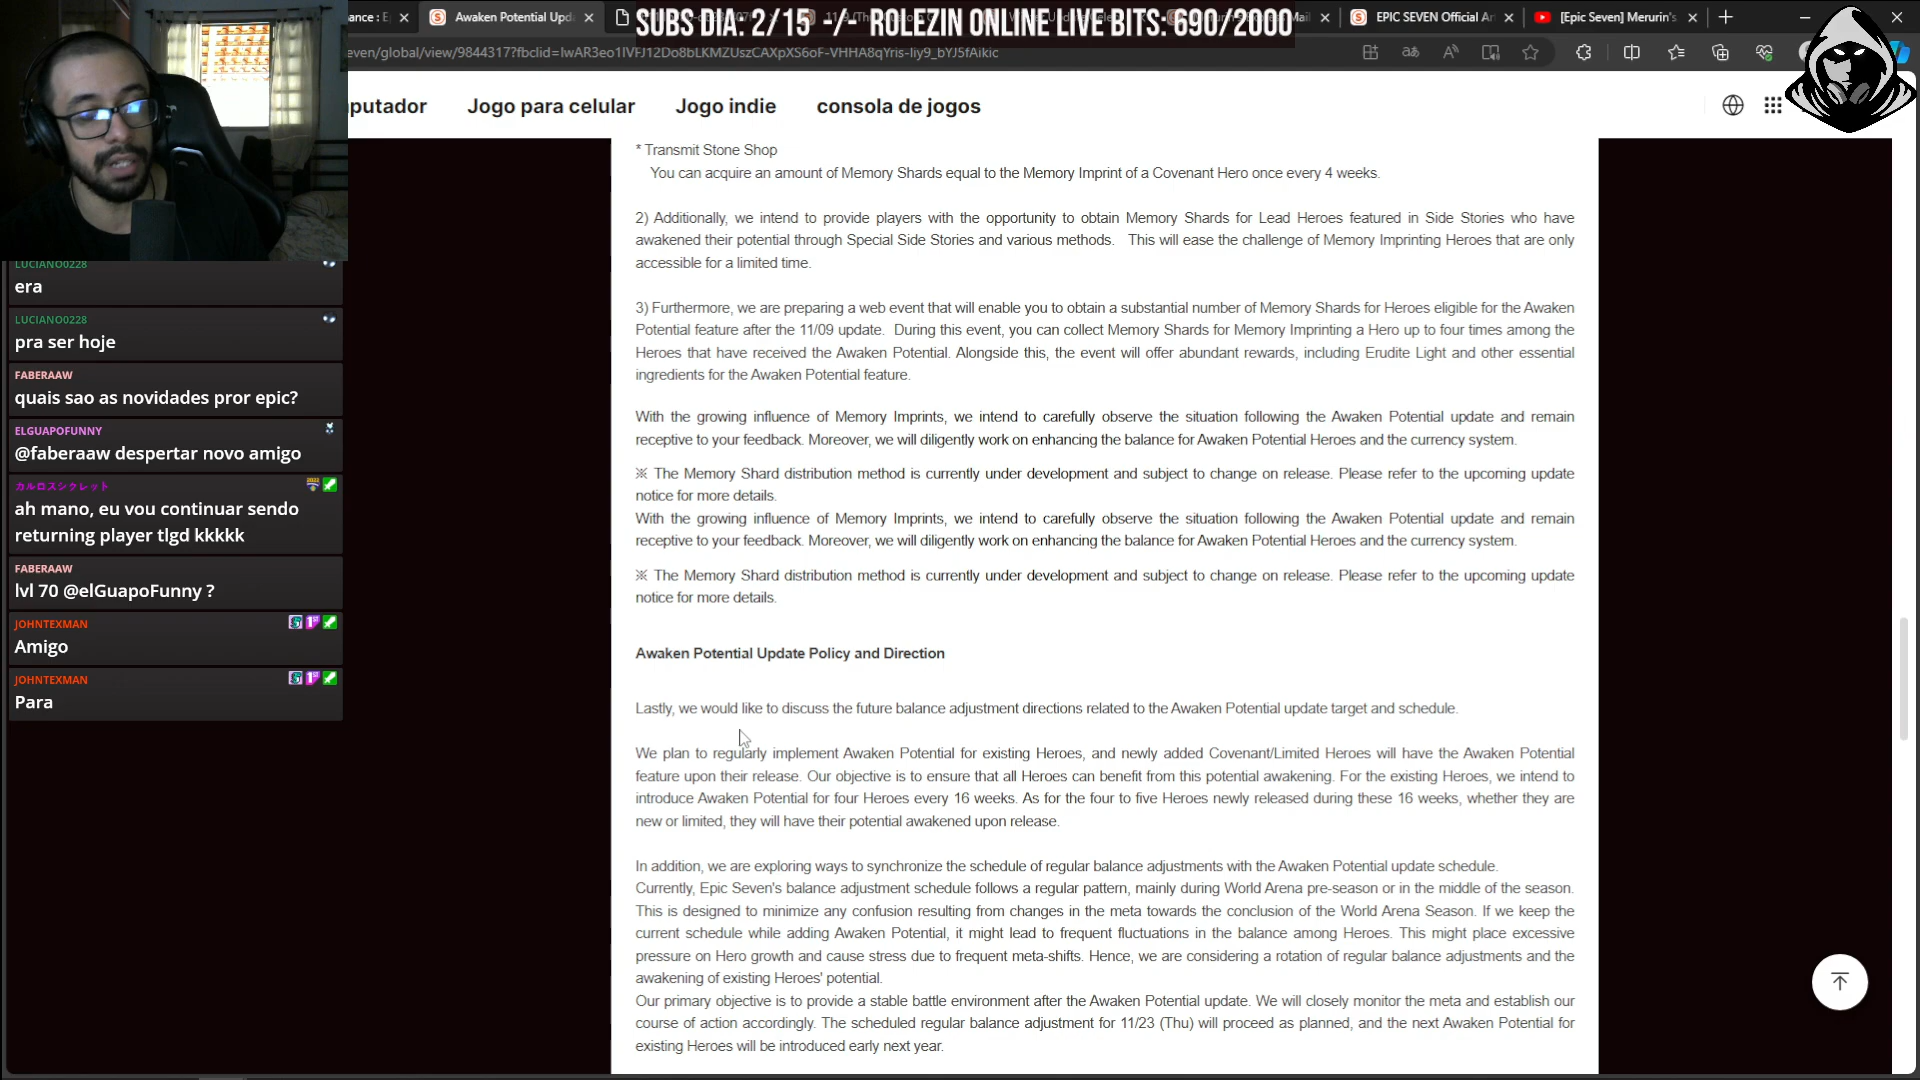 ance : E
Awaken Potential Upda
SUBS DIA: 2/15 -/- ROLEZIN ONLINE LIVE BITS: 690/2000
EPIC SEVEN Official Ar
[Epic Seven] Merurin's
even/global/view/9844317?fbclid=IwAR3eo1IVFJ12Do8bLKMZUszCAXpXS6oF-VHHA8qYris-Iiy9_bYJ5fAikic
putador Jogo para celular Jogo indie consola de jogos
* Transmit Stone Shop
You can acquire an amount of Memory Shards equal to the Memory Imprint of a Covenant Hero once every 4 weeks.
2) Additionally, we intend to provide players with the opportunity to obtain Memory Shards for Lead Heroes featured in Side Stories who have
awakened their potential through Special Side Stories and various methods. This will ease the challenge of Memory Imprinting Heroes that are only
accessible for a limited time.
3) Furthermore, we are preparing a web event that will enable you to obtain a substantial number of Memory Shards for Heroes eligible for the Awaken
Potential feature after the 11/09 update. During this event, you can collect Memory Shards for Memory Imprinting a Hero up to four times among the
Heroes that have received the Awaken Potential. Alongside this, the event will offer abundant rewards, including Erudite Light and other essential
ingredients for the Awaken Potential feature.
With the growing influence of Memory Imprints, we intend to carefully observe the situation following the Awaken Potential update and remain
receptive to your feedback. Moreover, we will diligently work on enhancing the balance for Awaken Potential Heroes and the currency system.
※ The Memory Shard distribution method is currently under development and subject to change on release. Please refer to the upcoming update
notice for more details.
With the growing influence of Memory Imprints, we intend to carefully observe the situation following the Awaken Potential update and remain
receptive to your feedback. Moreover, we will diligently work on enhancing the balance for Awaken Potential Heroes and the currency system.
※ The Memory Shard distribution method is currently under development and subject to change on release. Please refer to the upcoming update
notice for more details.
Awaken Potential Update Policy and Direction
Lastly, we would like to discuss the future balance adjustment directions related to the Awaken Potential update target and schedule.
We plan to regularly implement Awaken Potential for existing Heroes, and newly added Covenant/Limited Heroes will have the Awaken Potential
feature upon their release. Our objective is to ensure that all Heroes can benefit from this potential awakening. For the existing Heroes, we intend to
introduce Awaken Potential for four Heroes every 16 weeks. As for the four to five Heroes newly released during these 16 weeks, whether they are
new or limited, they will have their potential awakened upon release.
In addition, we are exploring ways to synchronize the schedule of regular balance adjustments with the Awaken Potential update schedule.
Currently, Epic Seven's balance adjustment schedule follows a regular pattern, mainly during World Arena pre-season or in the middle of the season.
This is designed to minimize any confusion resulting from changes in the meta towards the conclusion of the World Arena Season. If we keep the
current schedule while adding Awaken Potential, it might lead to frequent fluctuations in the balance among Heroes. This might place excessive
pressure on Hero growth and cause stress due to frequent meta-shifts. Hence, we are considering a rotation of regular balance adjustments and the
awakening of existing Heroes' potential.
Our primary objective is to provide a stable battle environment after the Awaken Potential update. We will closely monitor the meta and establish our
course of action accordingly. The scheduled regular balance adjustment for 11/23 (Thu) will proceed as planned, and the next Awaken Potential for
existing Heroes will be introduced early next year.
LUCIANO0228
era
LUCIANO0228
pra ser hoje
FABERAAW
quais sao as novidades pror epic?
ELGUAPOFUNNY
@faberaaw despertar novo amigo
カルロスシクレット
ah mano, eu vou continuar sendo
returning player tlgd kkkkk
FABERAAW
lvl 70 @elGuapoFunny ?
JOHNTEXMAN
Amigo
JOHNTEXMAN
Para